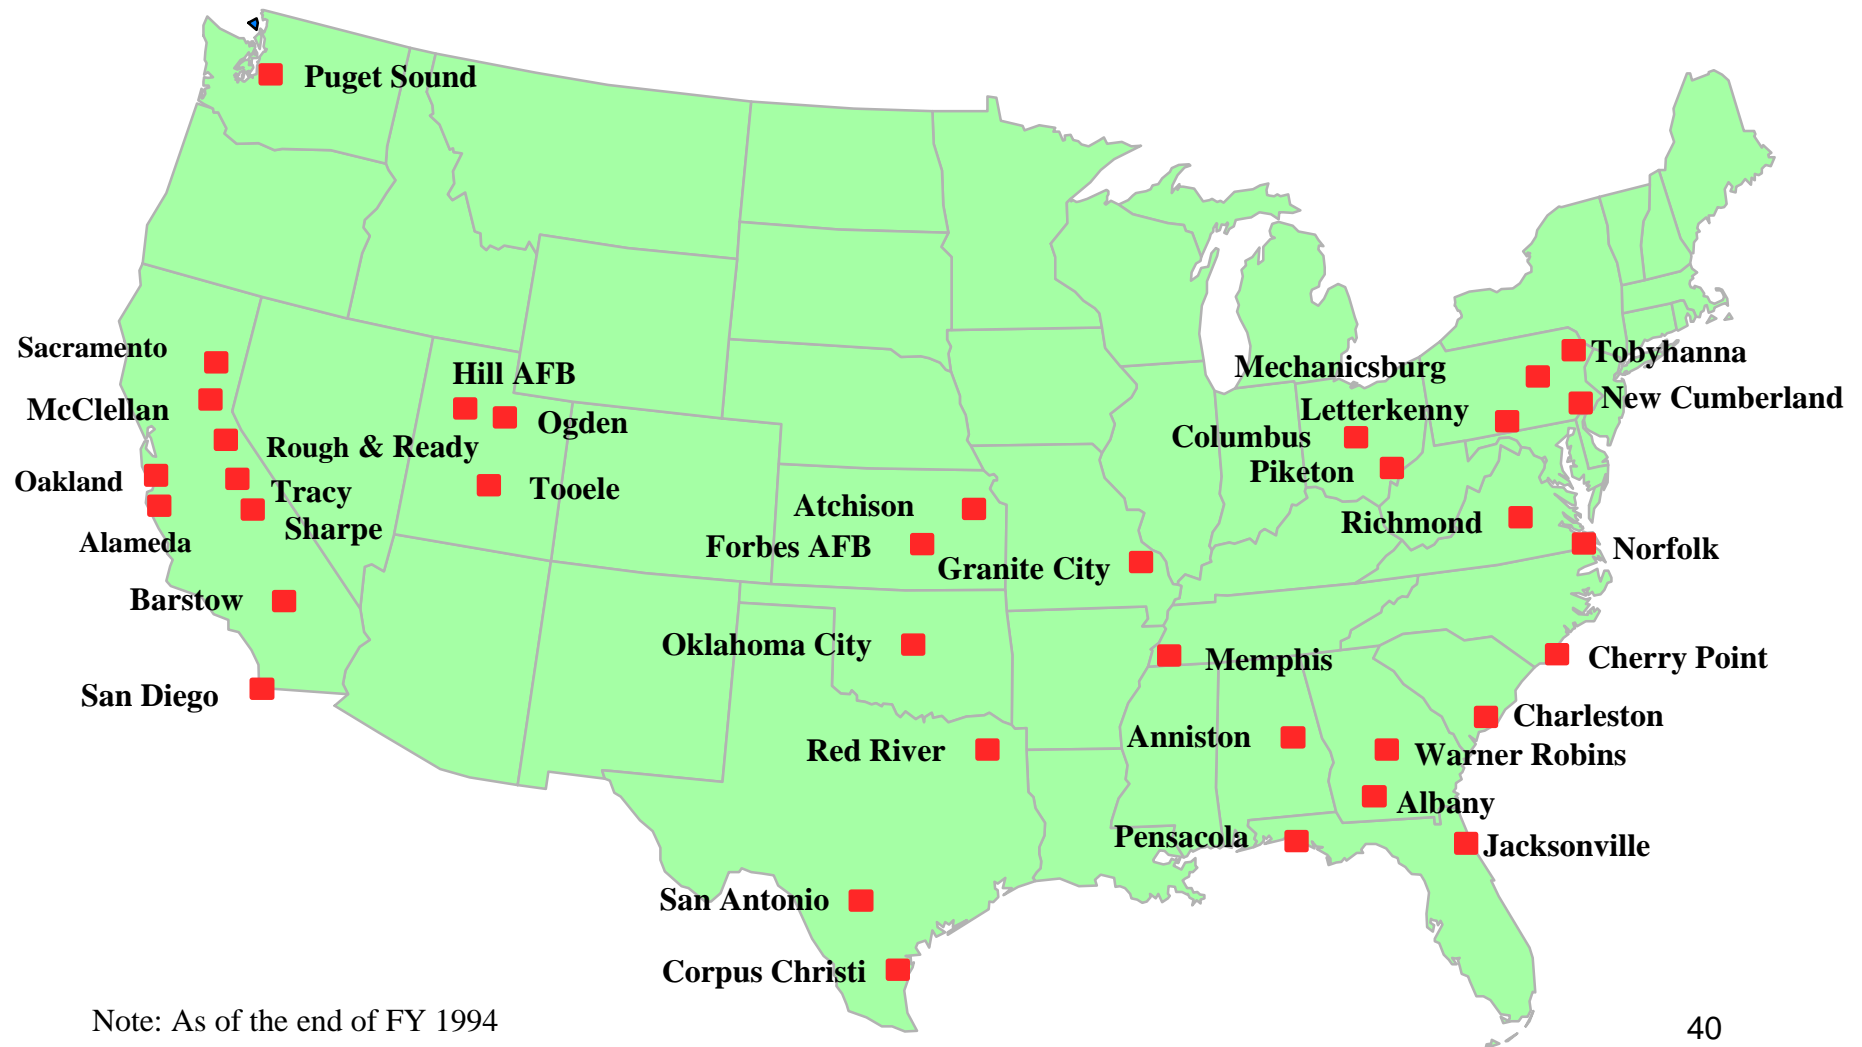 Puget Sound
Sacramento
Hill AFB
Mechanicsburg
Tobyhanna
McClellan
Ogden
Letterkenny
New Cumberland
Rough & Ready
Columbus
Oakland
Tracy
Tooele
Piketon
Sharpe
Atchison
Richmond
Alameda
Forbes AFB
Granite City
Norfolk
Barstow
Oklahoma City
Memphis
Cherry Point
San Diego
Red River
Anniston
Charleston
Warner Robins
Albany
Pensacola
Jacksonville
San Antonio
Corpus Christi
Note: As of the end of FY 1994
40